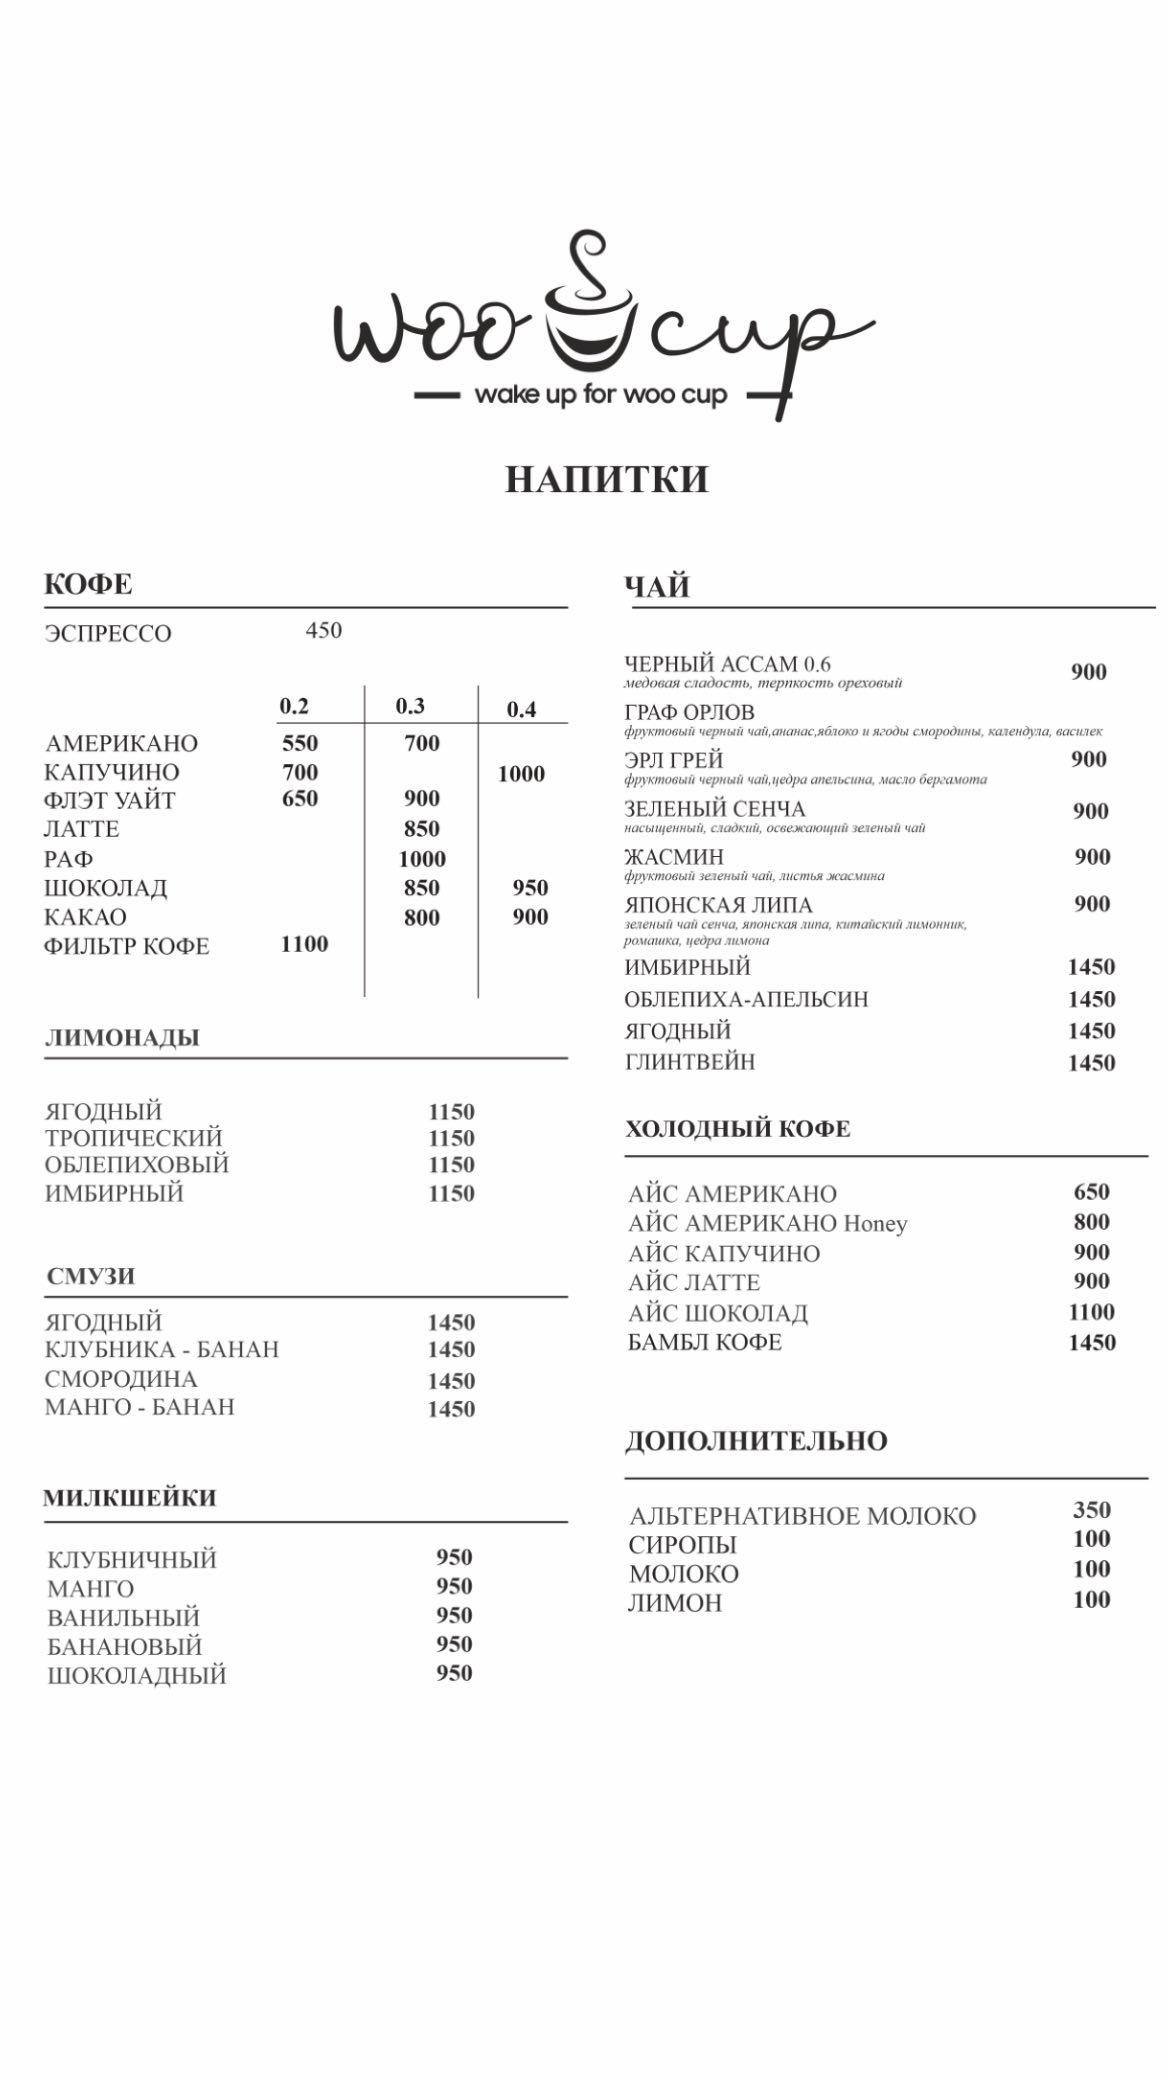 woo cup
wake up for woo cup
НАПИТКИ
КОФЕ
ЭСПРЕССО 450
0.2 0.3 0.4
АМЕРИКАНО 550 700
КАПУЧИНО 700 1000
ФЛЭТ УАЙТ 650 900
ЛАТТЕ 850
РАФ 1000
ШОКОЛАД 850 950
КАКАО 800 900
ФИЛЬТР КОФЕ 1100
ЛИМОНАДЫ
ЯГОДНЫЙ 1150
ТРОПИЧЕСКИЙ 1150
ОБЛЕПИХОВЫЙ 1150
ИМБИРНЫЙ 1150
СМУЗИ
ЯГОДНЫЙ 1450
КЛУБНИКА - БАНАН 1450
СМОРОДИНА 1450
МАНГО - БАНАН 1450
МИЛКШЕЙКИ
КЛУБНИЧНЫЙ 950
МАНГО 950
ВАНИЛЬНЫЙ 950
БАНАНОВЫЙ 950
ШОКОЛАДНЫЙ 950
ЧАЙ
ЧЕРНЫЙ АССАМ 0.6 900
медовая сладость, терпкость ореховый
ГРАФ ОРЛОВ
фруктовый черный чай,ананас,яблоко и ягоды смородины, календула, василек
ЭРЛ ГРЕЙ 900
фруктовый черный чай,цедра апельсина, масло бергамота
ЗЕЛЕНЫЙ СЕНЧА 900
насыщенный, сладкий, освежающий зеленый чай
ЖАСМИН 900
фруктовый зеленый чай, листья жасмина
ЯПОНСКАЯ ЛИПА 900
зеленый чай сенча, японская липа, китайский лимонник,
ромашка, цедра лимона
ИМБИРНЫЙ 1450
ОБЛЕПИХА-АПЕЛЬСИН 1450
ЯГОДНЫЙ 1450
ГЛИНТВЕЙН 1450
ХОЛОДНЫЙ КОФЕ
АЙС АМЕРИКАНО 650
АЙС АМЕРИКАНО Honey 800
АЙС КАПУЧИНО 900
АЙС ЛАТТЕ 900
АЙС ШОКОЛАД 1100
БАМБЛ КОФЕ 1450
ДОПОЛНИТЕЛЬНО
АЛЬТЕРНАТИВНОЕ МОЛОКО 350
СИРОПЫ 100
МОЛОКО 100
ЛИМОН 100